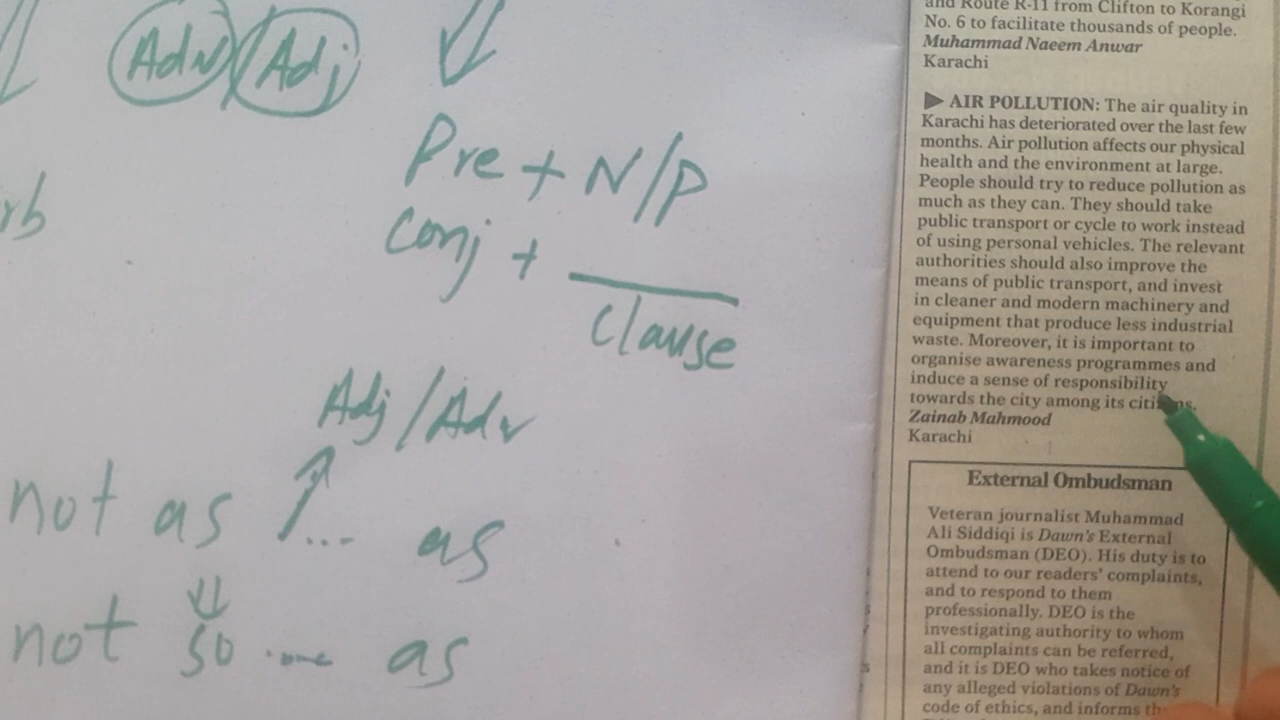 Adv/Adj
Pre + N/P
rb
conj +
clause
Adj/Adv
not as ... as
not so ... as
and Route R-11 from Clifton to Korangi
No. 6 to facilitate thousands of people.
Muhammad Naeem Anwar
Karachi
▶ AIR POLLUTION: The air quality in
Karachi has deteriorated over the last few
months. Air pollution affects our physical
health and the environment at large.
People should try to reduce pollution as
much as they can. They should take
public transport or cycle to work instead
of using personal vehicles. The relevant
authorities should also improve the
means of public transport, and invest
in cleaner and modern machinery and
equipment that produce less industrial
waste. Moreover, it is important to
organise awareness programmes and
induce a sense of responsibility
towards the city among its
Zainab Mahmood
Karachi
External Ombudsman
Veteran journalist Muhammad
Ali Siddiqi is Dawn's External
Ombudsman (DEO). His duty is to
attend to our readers' complaints,
and to respond to them
professionally. DEO is the
investigating authority to whom
all complaints can be referred,
and it is DEO who takes notice of
any alleged violations of Dawn's
code of ethics, and informs